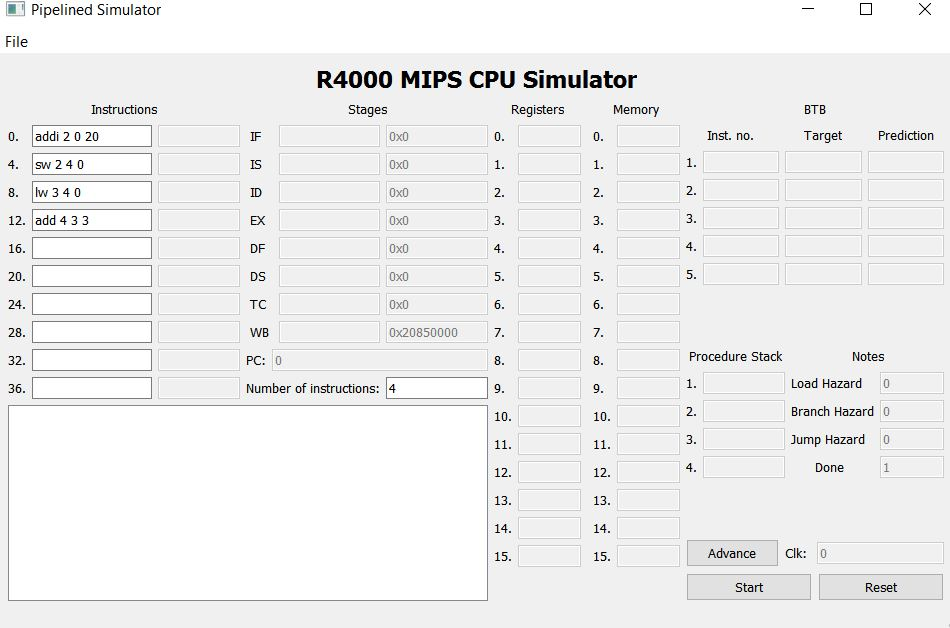 Pipelined Simulator
File
R4000 MIPS CPU Simulator
Instructions Stages Registers Memory BTB
Inst. no. Target Prediction
0. addi 2 0 20 IF 0x0 0. 0.
4. sw 2 4 0 IS 0x0 1. 1. 1.
8. lw 3 4 0 ID 0x0 2. 2. 2.
12. add 4 3 3 EX 0x0 3. 3. 3.
16. DF 0x0 4. 4. 4.
20. DS 0x0 5. 5. 5.
24. TC 0x0 6. 6.
28. WB 0x20850000 7. 7.
32. PC: 0 8. 8. Procedure Stack Notes
36. Number of instructions: 4 9. 9. 1. Load Hazard 0
10. 10. 2. Branch Hazard 0
11. 11. 3. Jump Hazard 0
12. 12. 4. Done 1
13. 13.
14. 14.
15. 15. Advance Clk: 0
Start Reset